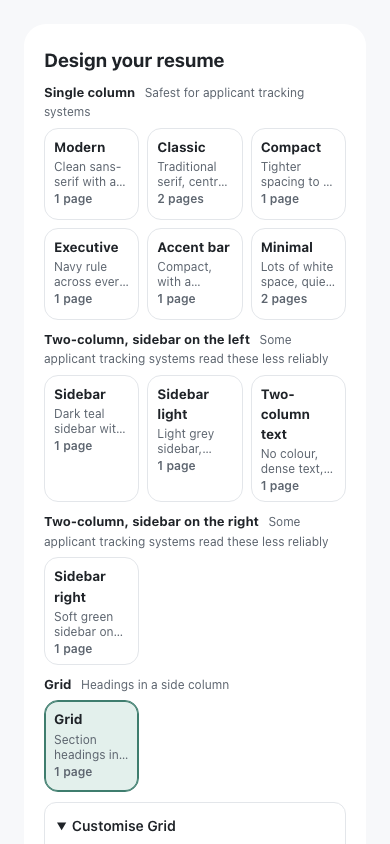 Design your resume
Single column Safest for applicant tracking
systems
Modern
Clean sans-
serif with a...
1 page
Classic
Traditional
serif, centr...
2 pages
Compact
Tighter
spacing to ...
1 page
Executive
Navy rule
across ever...
1 page
Accent bar
Compact,
with a...
1 page
Minimal
Lots of white
space, quie...
2 pages
Two-column, sidebar on the left Some
applicant tracking systems read these less reliably
Sidebar
Dark teal
sidebar wit...
1 page
Sidebar
light
Light grey
sidebar,...
1 page
Two-
column
text
No colour,
dense text,...
1 page
Two-column, sidebar on the right Some
applicant tracking systems read these less reliably
Sidebar
right
Soft green
sidebar on...
1 page
Grid Headings in a side column
Grid
Section
headings in...
1 page
▼ Customise Grid